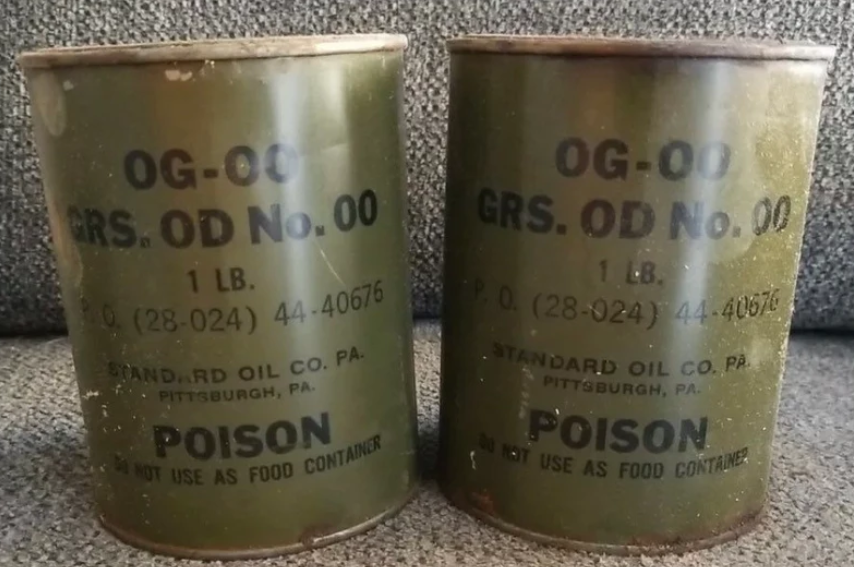 OG-00
GRS. OD No. 00
1 LB.
P. O. (28-024) 44-40676
STANDARD OIL CO. PA.
PITTSBURGH, PA.
POISON
DO NOT USE AS FOOD CONTAINER
OG-00
GRS. OD No. 00
1 LB.
P. O. (28-024) 44-40676
STANDARD OIL CO. PA.
PITTSBURGH, PA.
POISON
DO NOT USE AS FOOD CONTAINER